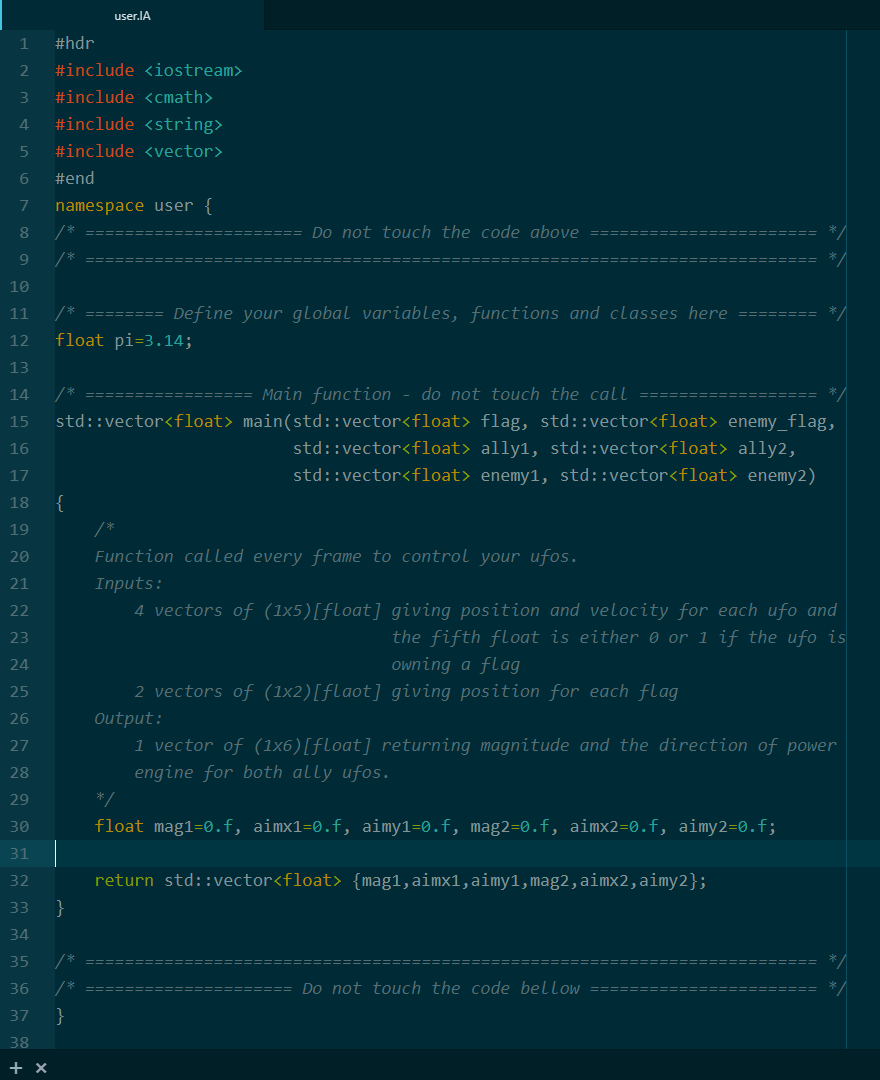 user.IA
1 #hdr
2 #include <iostream>
3 #include <cmath>
4 #include <string>
5 #include <vector>
6 #end
7 namespace user {
8 /* ====================== Do not touch the code above ======================= */
9 /* ========================================================================== */
10
11 /* ======== Define your global variables, functions and classes here ======== */
12 float pi=3.14;
13
14 /* ================= Main function - do not touch the call ================== */
15 std::vector<float> main(std::vector<float> flag, std::vector<float> enemy_flag,
16                         std::vector<float> ally1, std::vector<float> ally2,
17                         std::vector<float> enemy1, std::vector<float> enemy2)
18 {
19     /*
20     Function called every frame to control your ufos.
21     Inputs:
22         4 vectors of (1x5)[float] giving position and velocity for each ufo and
23                                   the fifth float is either 0 or 1 if the ufo is
24                                   owning a flag
25         2 vectors of (1x2)[flaot] giving position for each flag
26     Output:
27         1 vector of (1x6)[float] returning magnitude and the direction of power
28         engine for both ally ufos.
29     */
30     float mag1=0.f, aimx1=0.f, aimy1=0.f, mag2=0.f, aimx2=0.f, aimy2=0.f;
31
32     return std::vector<float> {mag1,aimx1,aimy1,mag2,aimx2,aimy2};
33 }
34
35 /* ========================================================================== */
36 /* ===================== Do not touch the code bellow ======================= */
37 }
38
+ ×